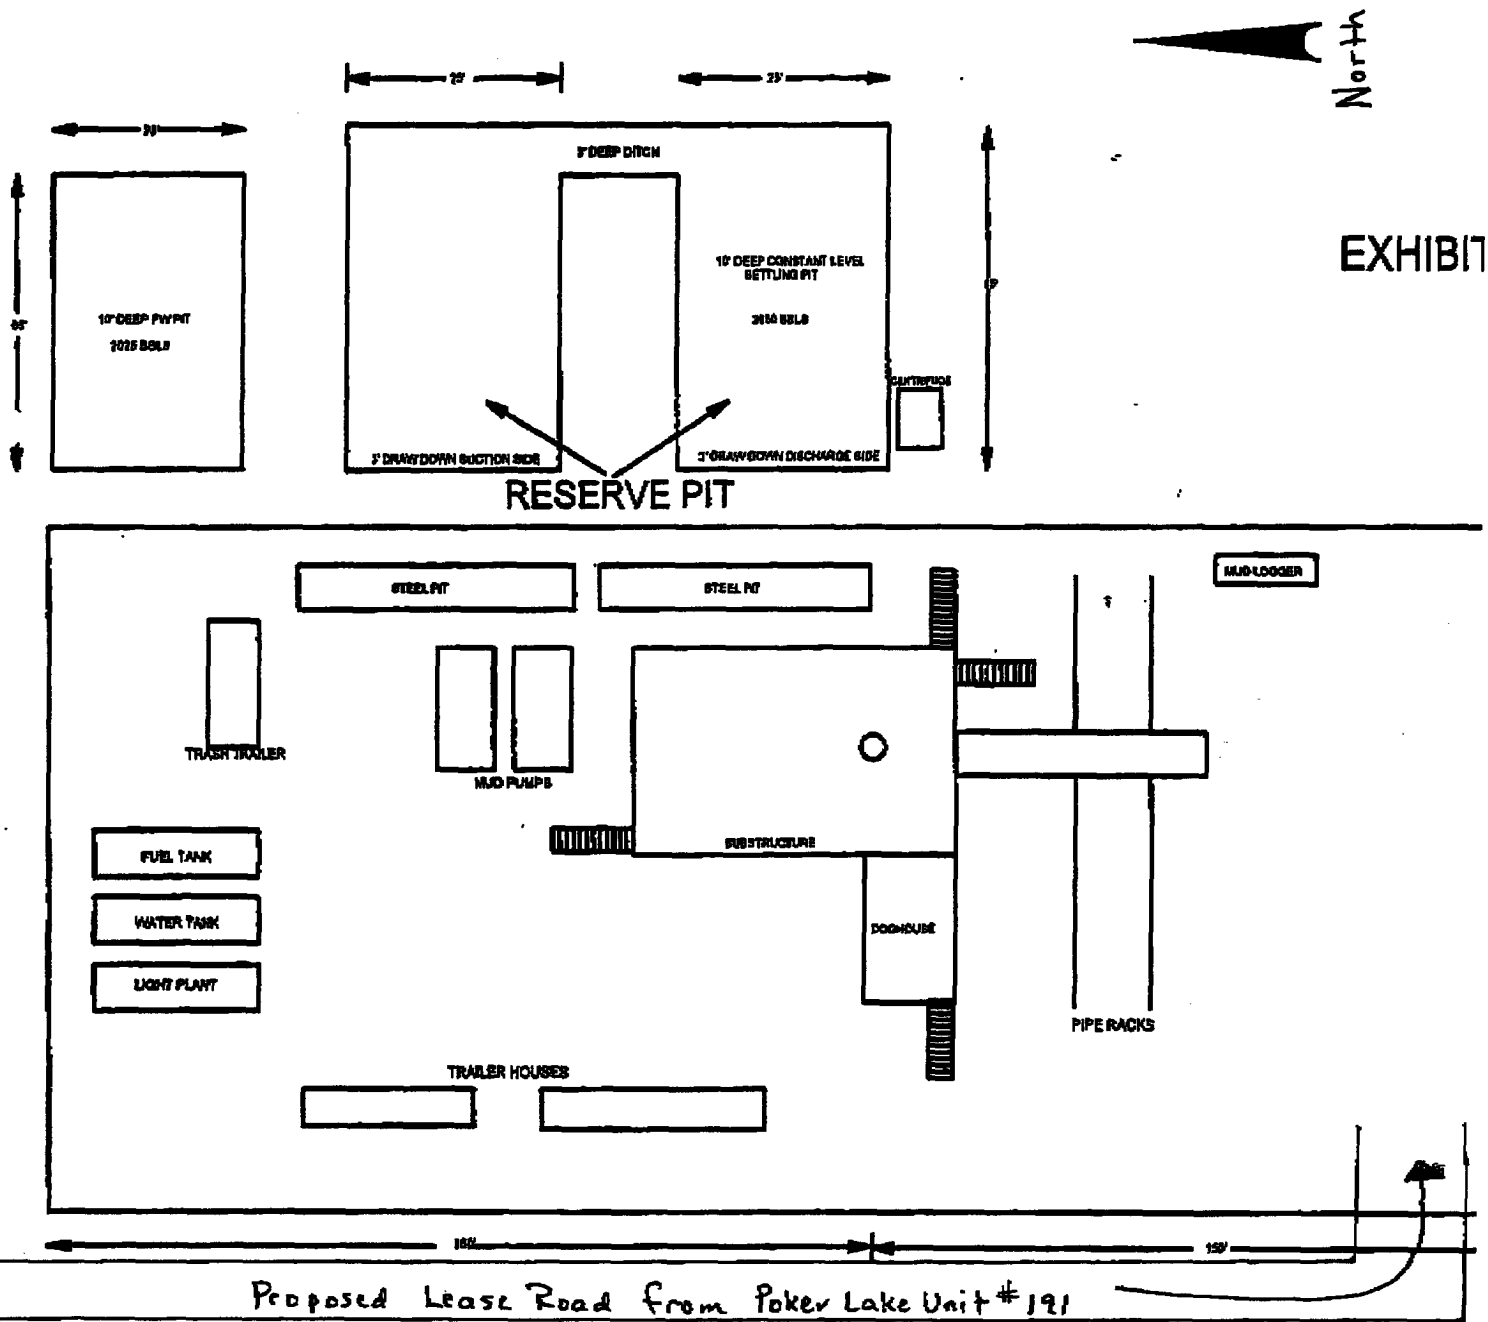 North
25'
3' DEEP DITCH
EXHIBIT
10' DEEP CONSTANT LEVEL
SETTLING PIT
10' DEEP FW PIT
2025 BBLS
CENTRIFUGE
3' DRAWDOWN SUCTION SIDE
3' DRAWDOWN DISCHARGE SIDE
RESERVE PIT
MUD LOGGER
STEEL PIT
STEEL PIT
TRASH TRAILER
MUD PUMPS
SUBSTRUCTURE
FUEL TANK
WATER TANK
DOGHOUSE
LIGHT PLANT
PIPE RACKS
TRAILER HOUSES
150'
Proposed Lease Road from Poker Lake Unit #191